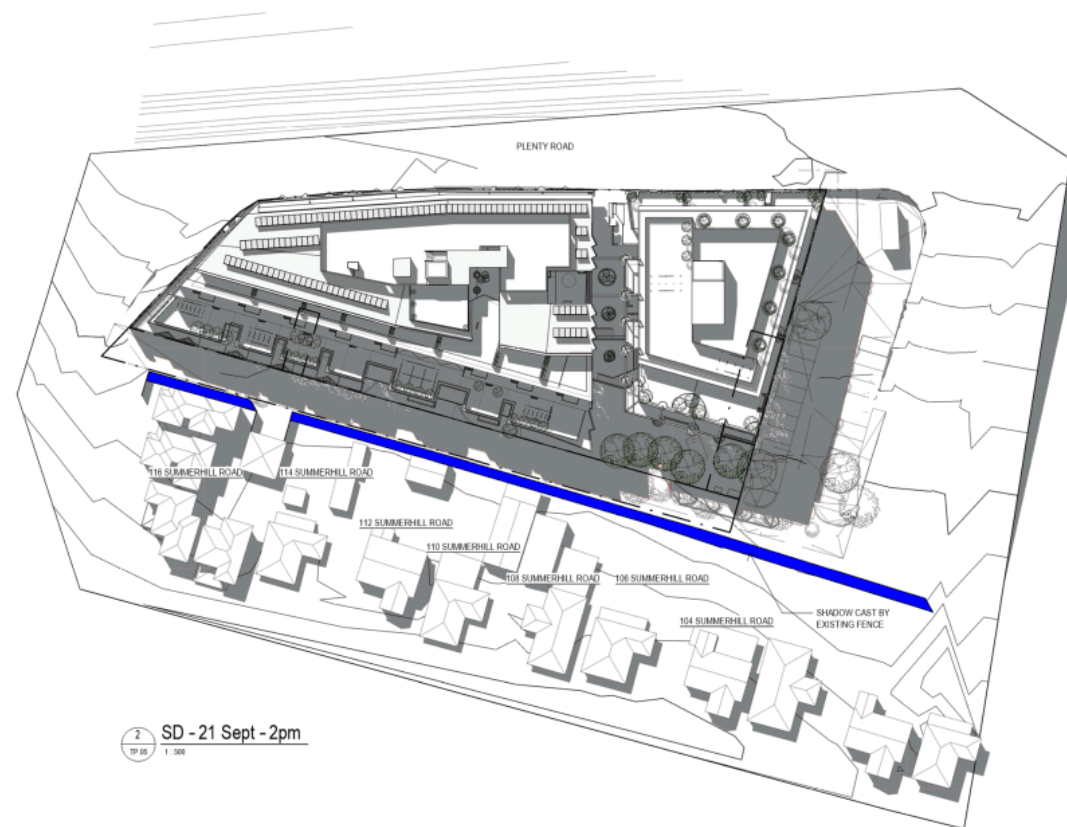 PLENTY ROAD
116 SUMMERHILL ROAD
114 SUMMERHILL ROAD
112 SUMMERHILL ROAD
110 SUMMERHILL ROAD
108 SUMMERHILL ROAD
106 SUMMERHILL ROAD
104 SUMMERHILL ROAD
SHADOW CAST BY
EXISTING FENCE
2
TP.05
SD - 21 Sept - 2pm
1 : 500